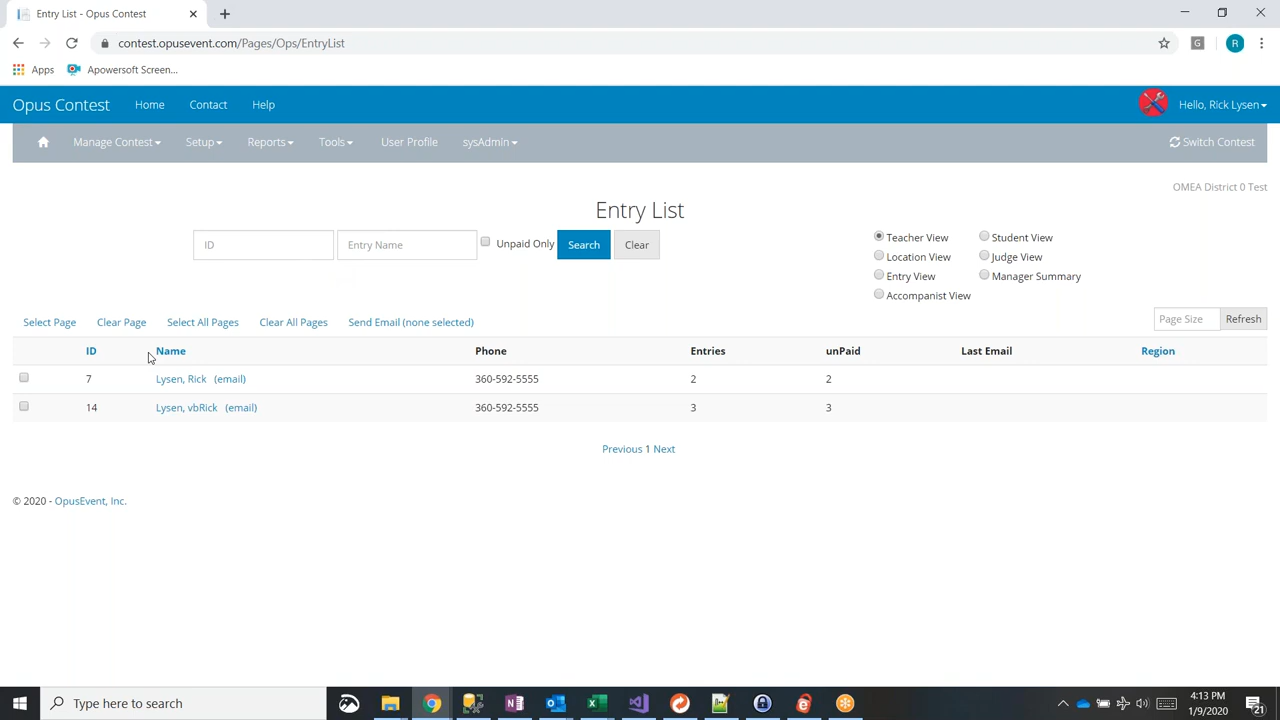 Entry List - Opus Contest
contest.opusevent.com/Pages/Ops/EntryList
G
R
Apps Apowersoft Screen...
Opus Contest Home Contact Help Hello, Rick Lysen
Manage Contest Setup Reports Tools User Profile sysAdmin Switch Contest
OMEA District 0 Test
Entry List
ID Entry Name Unpaid Only Search Clear
Teacher View Student View
Location View Judge View
Entry View Manager Summary
Accompanist View
Select Page Clear Page Select All Pages Clear All Pages Send Email (none selected) Page Size Refresh
ID Name Phone Entries unPaid Last Email Region
7 Lysen, Rick (email) 360-592-5555 2 2
14 Lysen, vbRick (email) 360-592-5555 3 3
Previous 1 Next
© 2020 - OpusEvent, Inc.
Type here to search
4:13 PM
1/9/2020
21